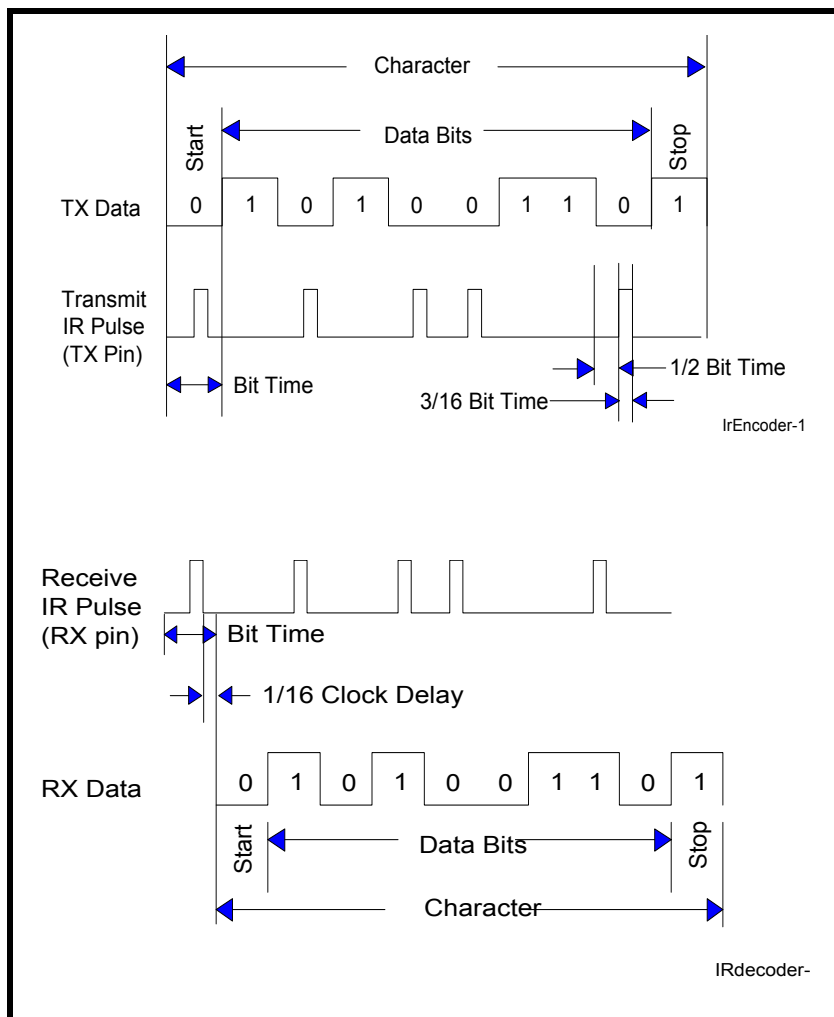 Character
Start
Data Bits
Stop
TX Data
0 1 0 1 0 0 1 1 0 1
Transmit
IR Pulse
(TX Pin)
Bit Time
1/2 Bit Time
3/16 Bit Time
IrEncoder-1
Receive
IR Pulse
(RX pin)
Bit Time
1/16 Clock Delay
RX Data
0 1 0 1 0 0 1 1 0 1
Start
Data Bits
Stop
Character
IRdecoder-